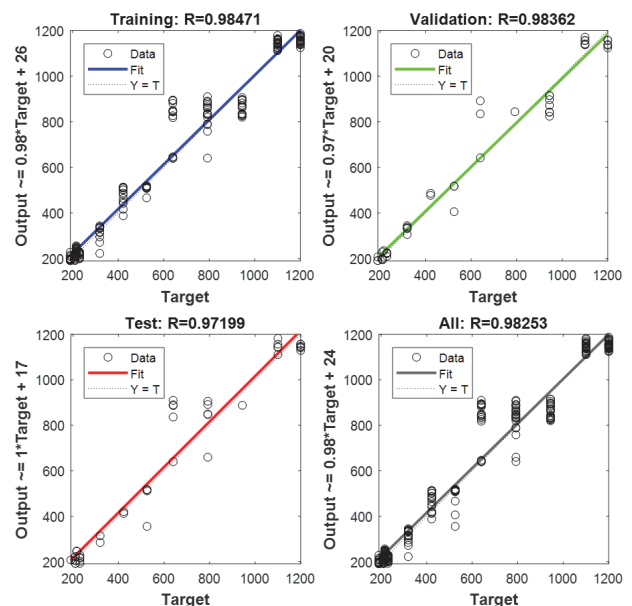 Training: R=0.98471
Output ~= 0.98*Target + 26
1200
1000
800
600
400
200
Data
Fit
Y = T
200 400 600 800 1000 1200
Target
Validation: R=0.98362
Output ~= 0.97*Target + 20
1200
1000
800
600
400
200
Data
Fit
Y = T
200 400 600 800 1000 1200
Target
Test: R=0.97199
Output ~= 1*Target + 17
1200
1000
800
600
400
200
Data
Fit
Y = T
200 400 600 800 1000 1200
Target
All: R=0.98253
Output ~= 0.98*Target + 24
1200
1000
800
600
400
200
Data
Fit
Y = T
200 400 600 800 1000 1200
Target